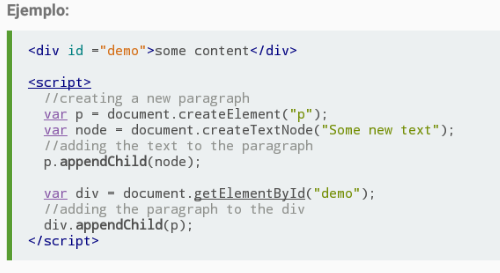 Ejemplo:
<div id ="demo">some content</div>
<script>
//creating a new paragraph
var p = document.createElement("p");
var node = document.createTextNode("Some new text");
//adding the text to the paragraph
p.appendChild(node);
var div = document.getElementById("demo");
//adding the paragraph to the div
div.appendChild(p);
</script>